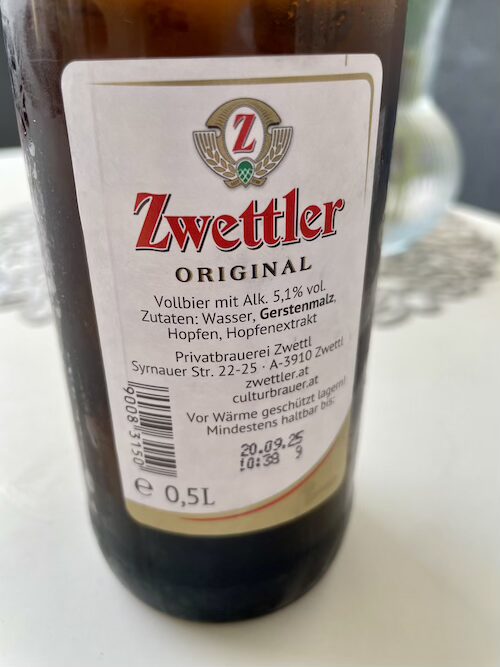 Z
Zwettler
ORIGINAL
Vollbier mit Alk. 5,1% vol.
Zutaten: Wasser, Gerstenmalz,
Hopfen, Hopfenextrakt
Privatbrauerei Zwettl
Syrnauer Str. 22-25 · A-3910 Zwettl
zwettler.at
culturbrauer.at
Vor Wärme geschützt lagern!
Mindestens haltbar bis:
20.09.25
10:38 9
9008 3150
e 0,5L